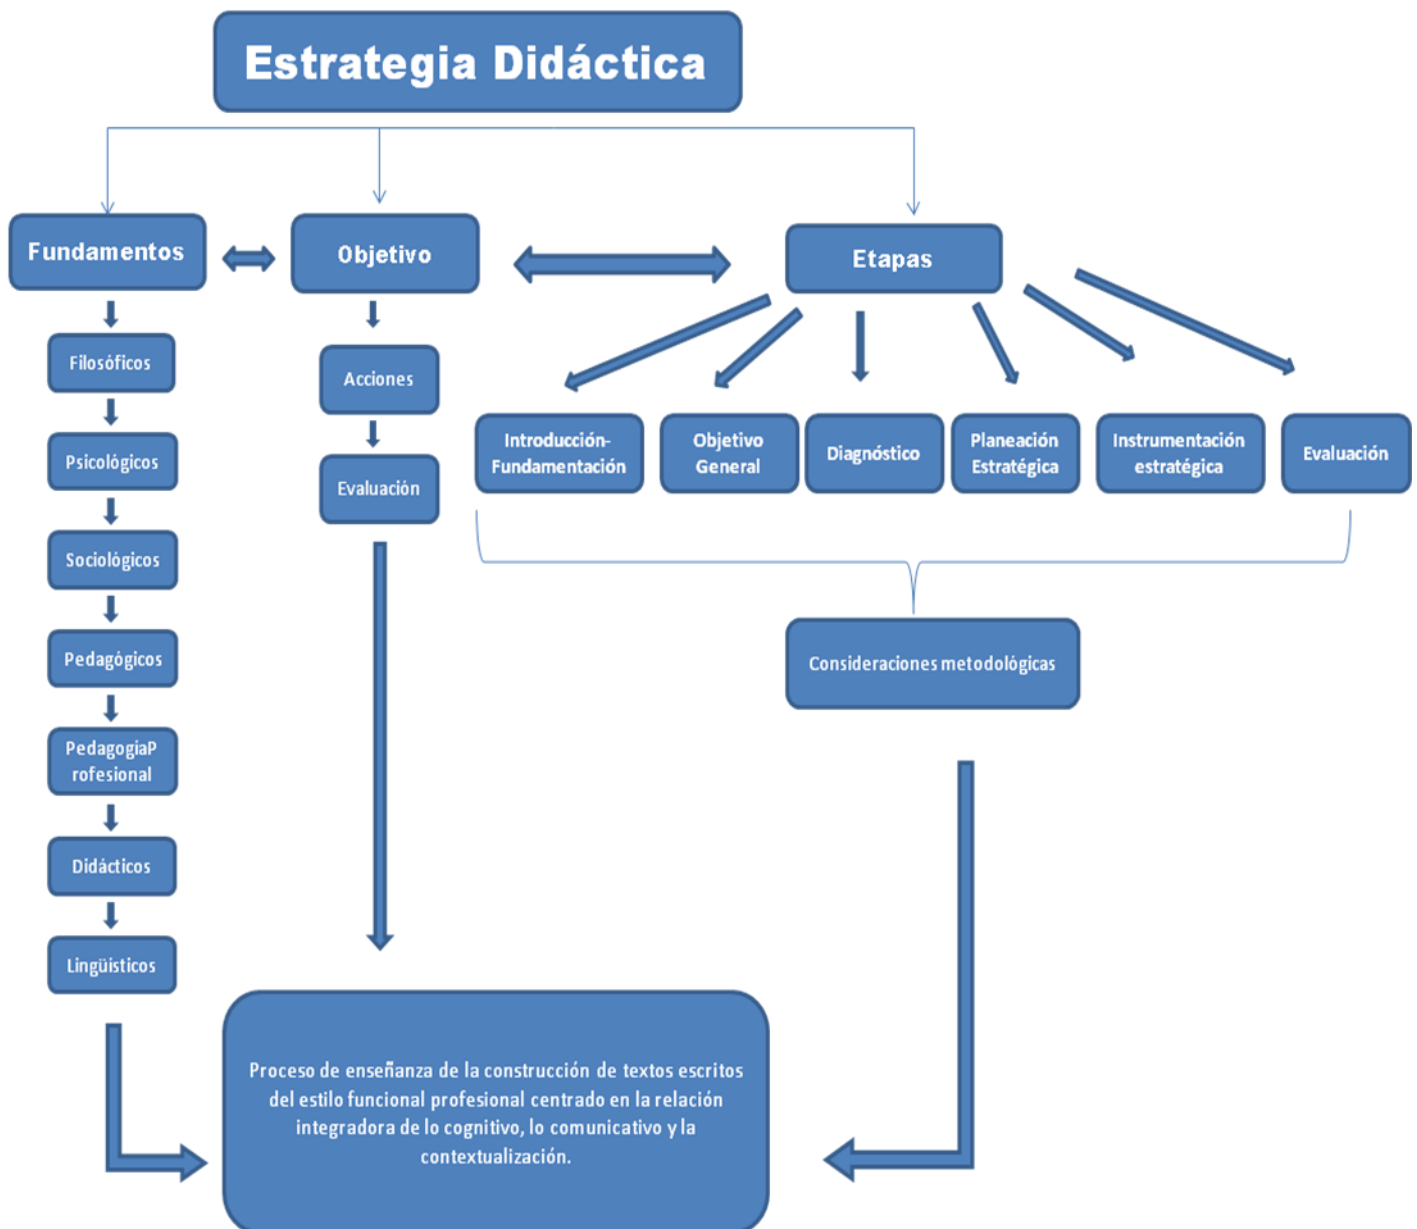 Estrategia Didáctica
Fundamentos
Objetivo
Etapas
Filosóficos
Psicológicos
Sociológicos
Pedagógicos
PedagogiaP
rofesional
Didácticos
Lingüísticos
Acciones
Evaluación
Introducción-
Fundamentación
Objetivo
General
Diagnóstico
Planeación
Estratégica
Instrumentación
estratégica
Evaluación
Consideraciones metodológicas
Proceso de enseñanza de la construcción de textos escritos
del estilo funcional profesional centrado en la relación
integradora de lo cognitivo, lo comunicativo y la
contextualización.